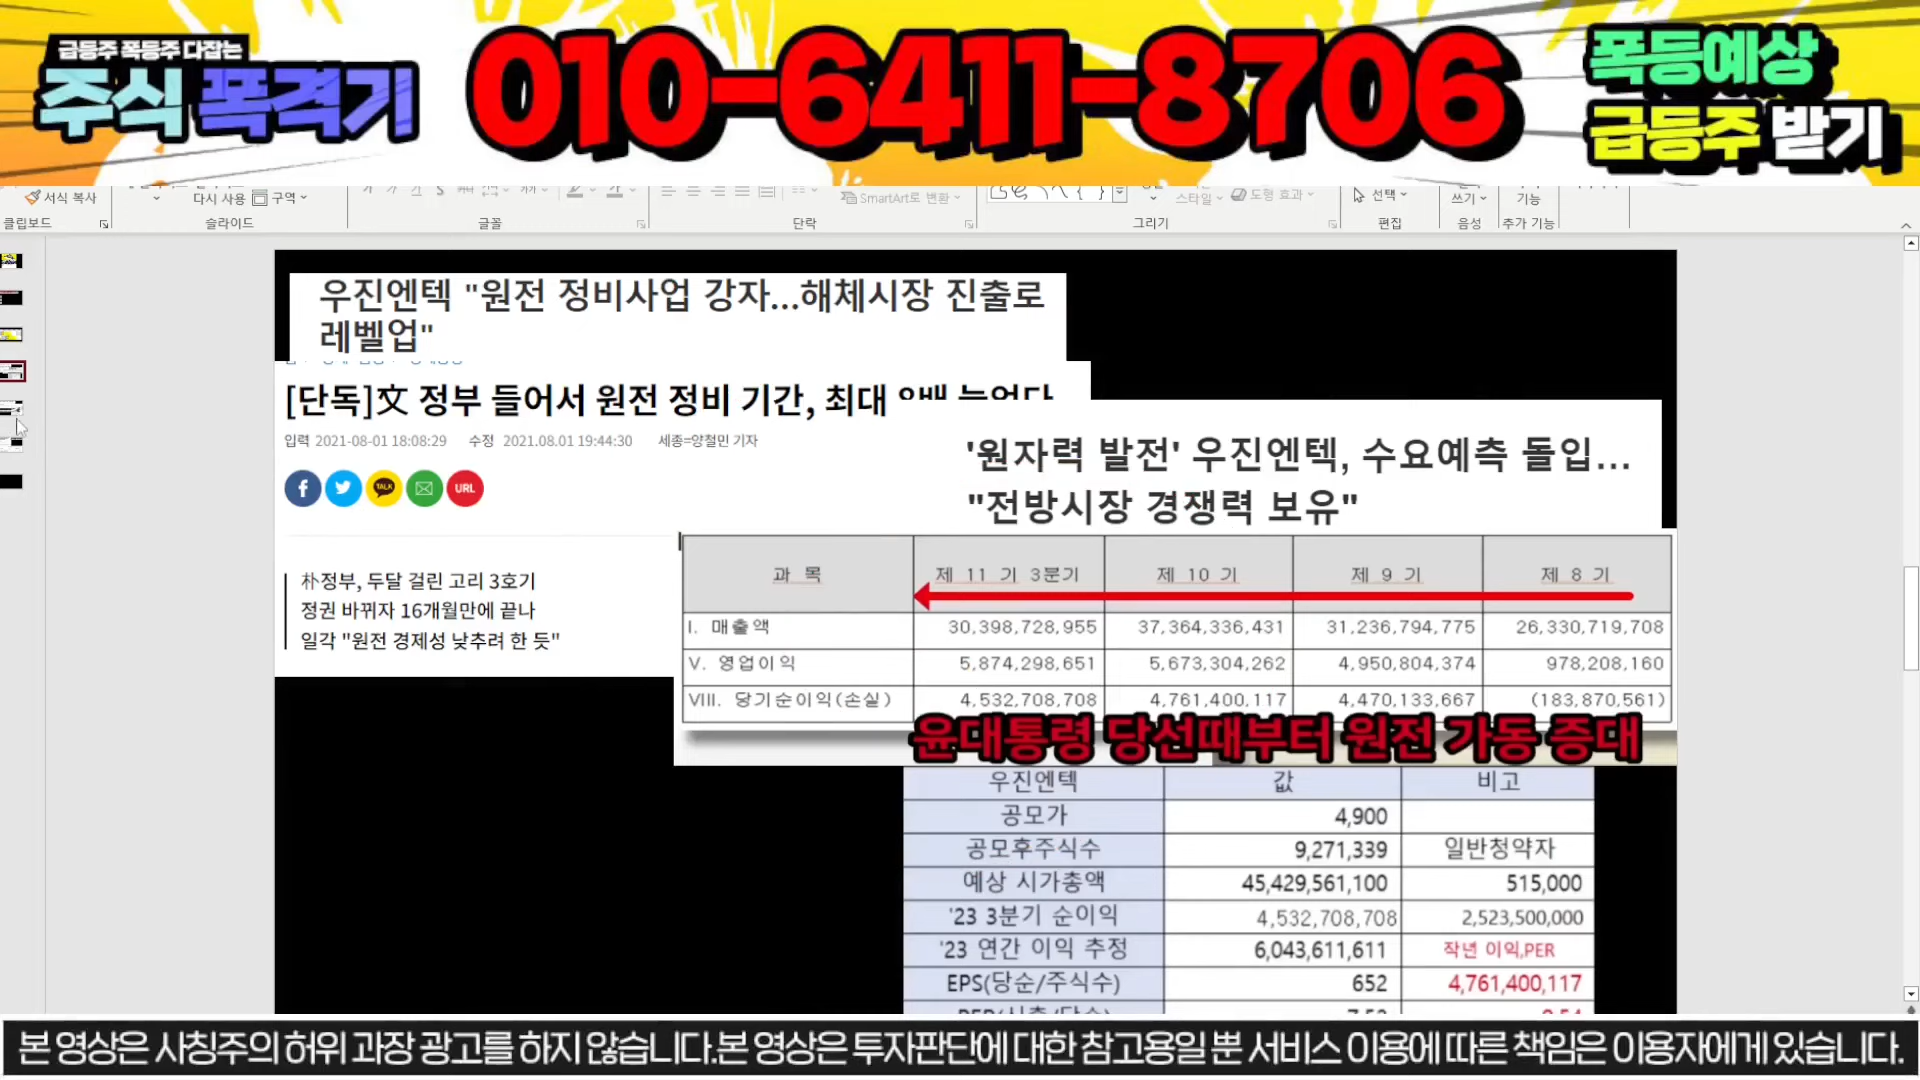 급등주 폭등주 다잡는
주식 폭격기
010-6411-8706
폭등예상
급등주 받기
서식 복사
다시 사용
구역
SmartArt로 변환
스타일
도형 효과
선택
쓰기
기능
클립보드
슬라이드
글꼴
단락
그리기
편집
음성
추가 기능
우진엔텍 "원전 정비사업 강자...해체시장 진출로
레벨업"
[단독]文 정부 들어서 원전 정비 기간, 최대
입력 2021-08-01 18:08:29 수정 2021.08.01 19:44:30 세종=양철민 기자
f
TALK
URL
'원자력 발전' 우진엔텍, 수요예측 돌입...
"전방시장 경쟁력 보유"
朴정부, 두달 걸린 고리 3호기
정권 바뀌자 16개월만에 끝나
일각 "원전 경제성 낮추려 한 듯"
과 목 제 11 기 3분기 제 10 기 제 9 기 제 8 기
I. 매출액 30,398,728,955 37,364,336,431 31,236,794,775 26,330,719,708
V. 영업이익 5,874,298,651 5,673,304,262 4,950,804,374 978,208,160
VIII. 당기순이익(손실) 4,532,708,708 4,761,400,117 4,470,133,667 (183,870,561)
윤대통령 당선때부터 원전 가동 증대
우진엔텍 값 비고
공모가 4,900
공모후주식수 9,271,339 일반청약자
예상 시가총액 45,429,561,100 515,000
'23 3분기 순이익 4,532,708,708 2,523,500,000
'23 연간 이익 추정 6,043,611,611 작년 이익,PER
EPS(당순/주식수) 652 4,761,400,117
본 영상은 사칭주의 허위 과장 광고를 하지 않습니다.본 영상은 투자판단에 대한 참고용일 뿐 서비스 이용에 따른 책임은 이용자에게 있습니다.